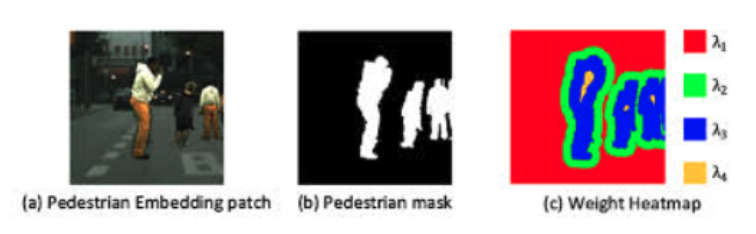 λ1
λ2
λ3
λ4
(a) Pedestrian Embedding patch
(b) Pedestrian mask
(c) Weight Heatmap